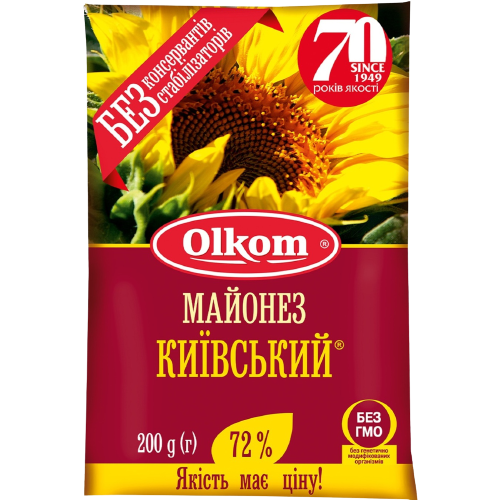 БЕЗ консервантів
стабілізаторів
70
SINCE
1949
РОКІВ ЯКОСТІ
Olkom ®
МАЙОНЕЗ
КИЇВСЬКИЙ®
200 g (г)
72 %
БЕЗ
ГМО
без генетично
модифікованих
організмів
Якість має ціну!